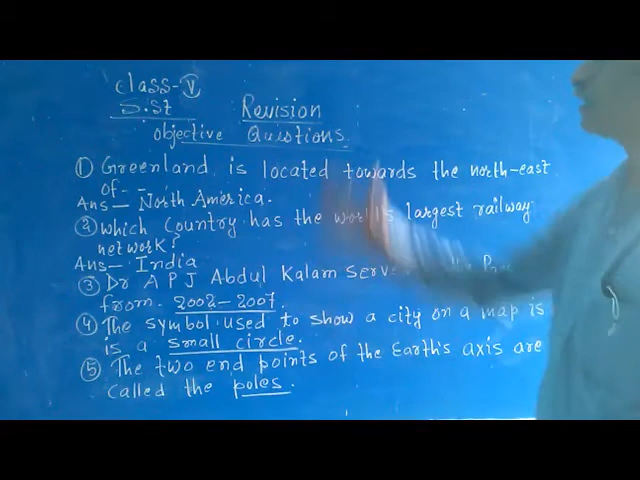 class-V
S.St
Revision
objective Questions.
① Greenland is located towards the north-east
of -
Ans - North America.
② which Country has the world's largest railway
network?
Ans - India
③ Dr A P J Abdul Kalam
from 2002-2007.
④ The symbol used to show a city on a map is
is a small circle.
⑤ The two end points of the Earth's axis are
called the poles.